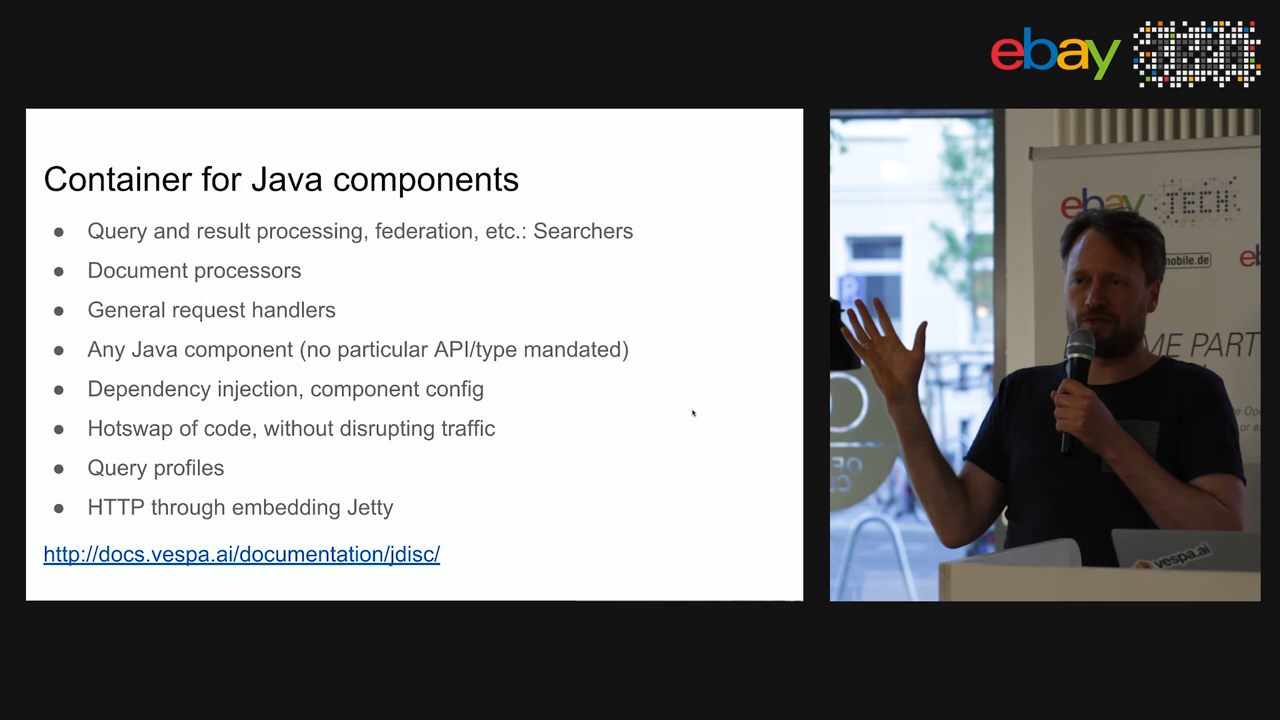 ebay
Container for Java components
● Query and result processing, federation, etc.: Searchers
● Document processors
● General request handlers
● Any Java component (no particular API/type mandated)
● Dependency injection, component config
● Hotswap of code, without disrupting traffic
● Query profiles
● HTTP through embedding Jetty
http://docs.vespa.ai/documentation/jdisc/
ebay TECH
mobile.de
ME PART
vespa.ai